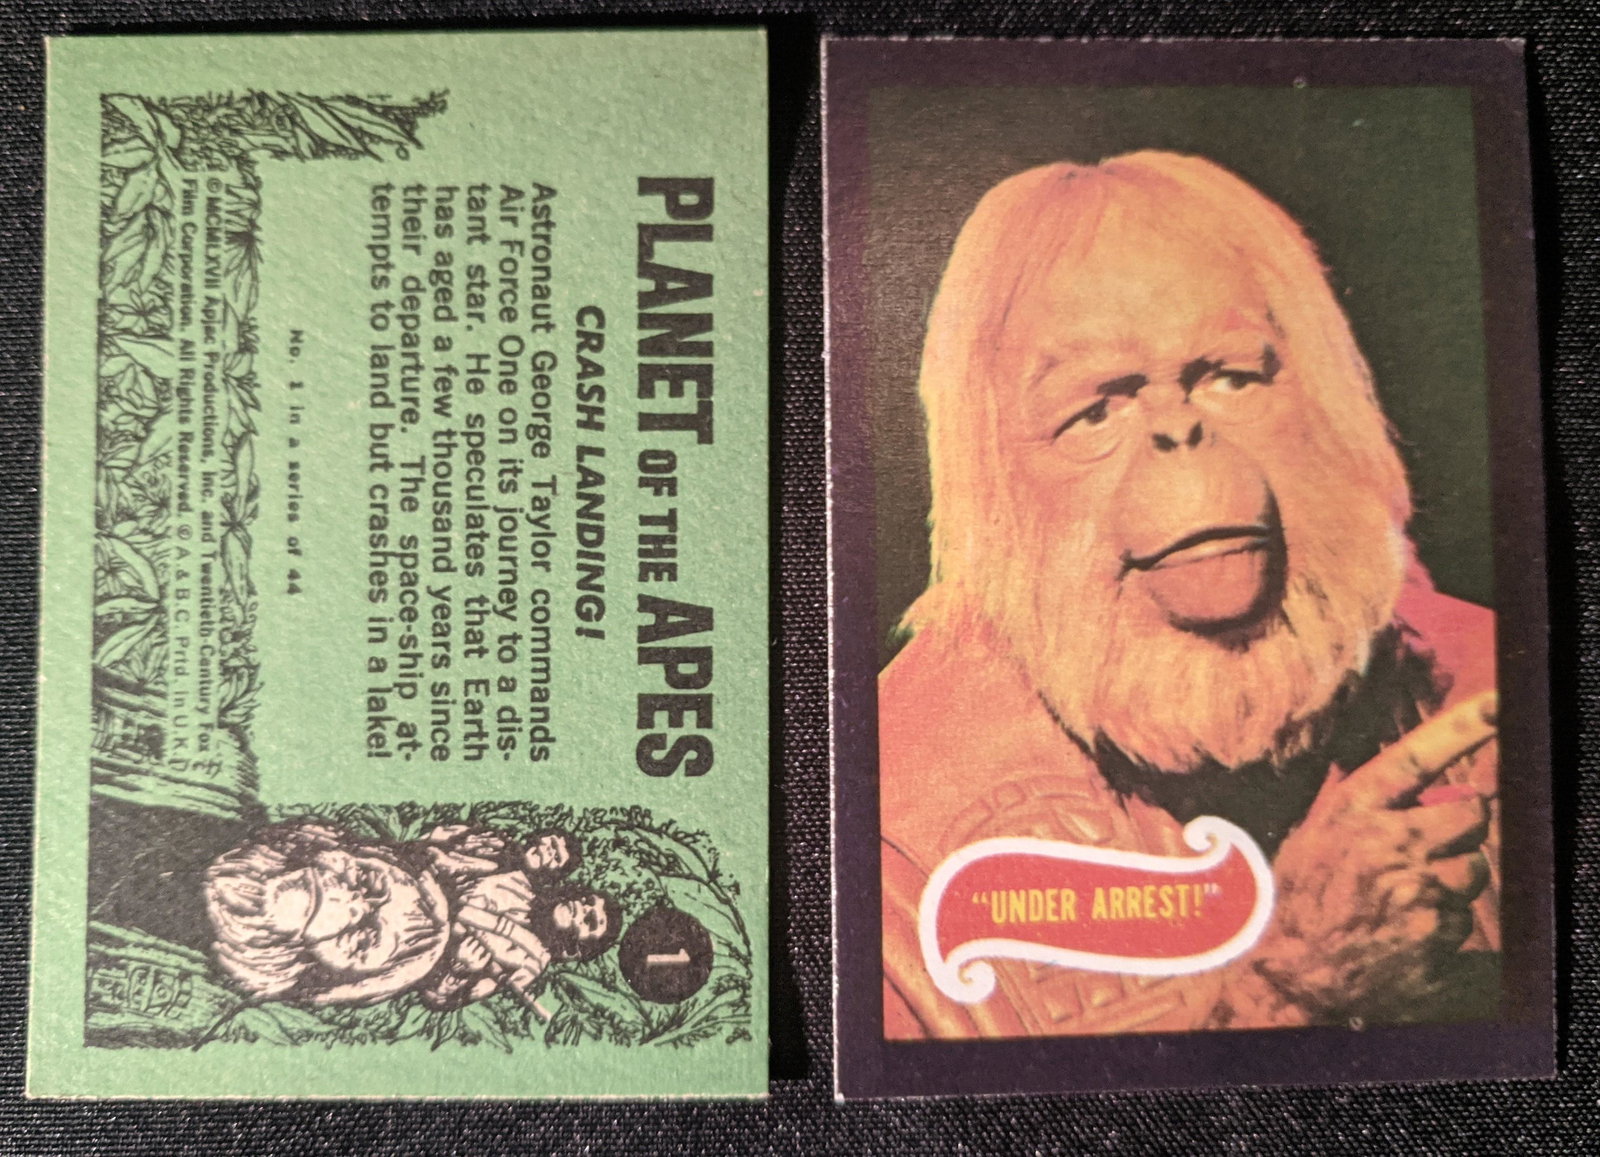 PLANET OF THE APES
CRASH LANDING!
Astronaut George Taylor commands
Air Force One on its journey to a dis-
tant star. He speculates that Earth
has aged a few thousand years since
their departure. The space-ship at-
tempts to land but crashes in a lake!
No. 1 in a series of 44
© MCMLXVII Apjac Productions, Inc. and Twentieth-Century Fox
Film Corporation. All Rights Reserved. © A. & B.C. Prtd. in U.K.
1
"UNDER ARREST!"